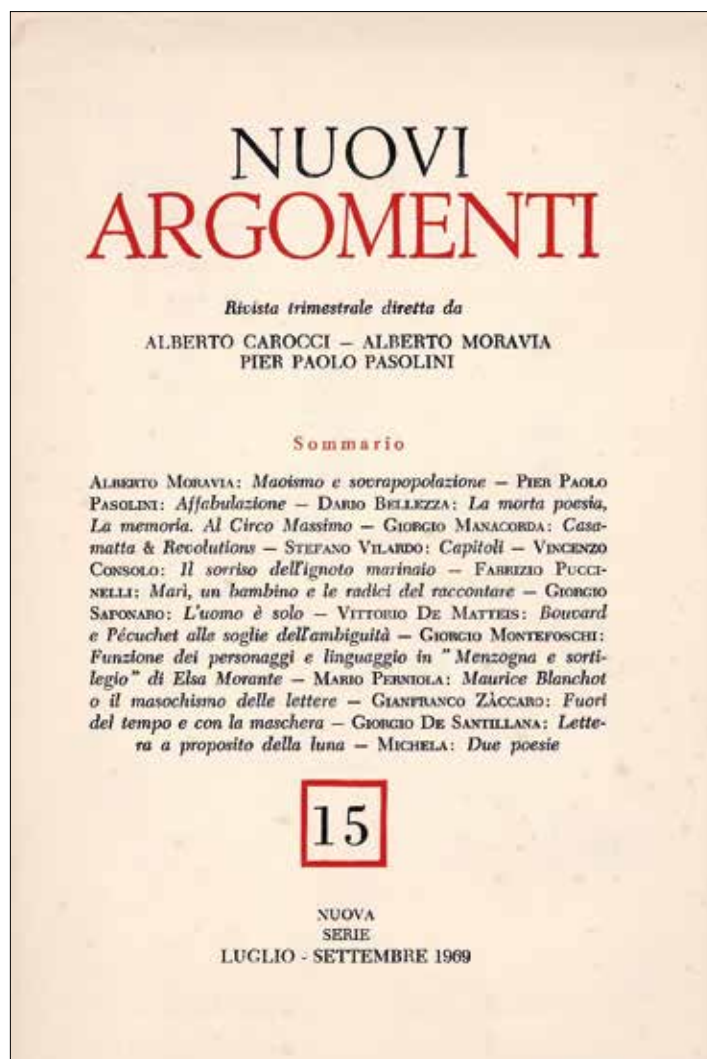 NUOVI
ARGOMENTI
Rivista trimestrale diretta da
ALBERTO CAROCCI – ALBERTO MORAVIA
PIER PAOLO PASOLINI
Sommario
ALBERTO MORAVIA: Maoismo e sovrapopolazione – PIER PAOLO
PASOLINI: Affabulazione – DARIO BELLEZZA: La morta poesia,
La memoria. Al Circo Massimo – GIORGIO MANACORDA: Casa-
matta & Revolutions – STEFANO VILARDO: Capitoli – VINCENZO
CONSOLO: Il sorriso dell'ignoto marinaio – FABRIZIO PUCCI-
NELLI: Mari, un bambino e le radici del raccontare – GIORGIO
SAPONARO: L'uomo è solo – VITTORIO DE MATTEIS: Bouvard
e Pécuchet alle soglie dell'ambiguità – GIORGIO MONTEFOSCHI:
Funzione dei personaggi e linguaggio in "Menzogna e sorti-
legio" di Elsa Morante – MARIO PERNIOLA: Maurice Blanchot
o il masochismo delle lettere – GIANFRANCO ZÀCCARO: Fuori
del tempo e con la maschera – GIORGIO DE SANTILLANA: Lette-
ra a proposito della luna – MICHELA: Due poesie
15
NUOVA
SERIE
LUGLIO - SETTEMBRE 1969